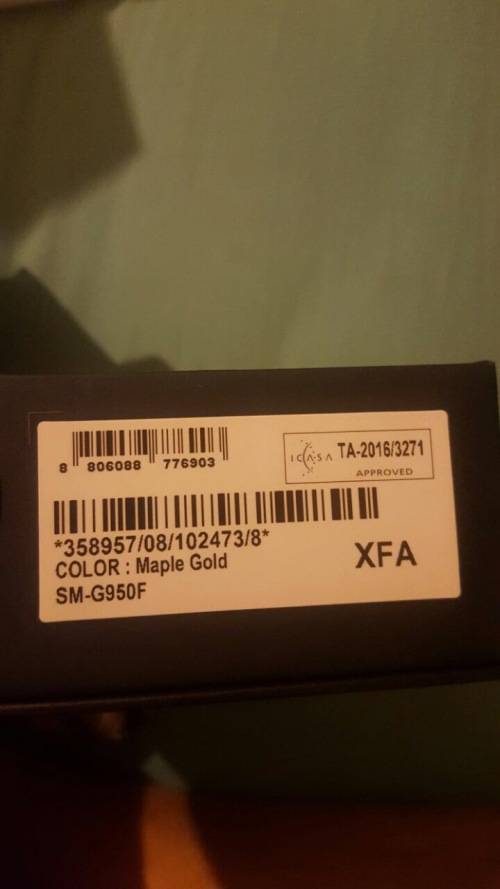 8 806088 776903
ICASA TA-2016/3271
APPROVED
*358957/08/102473/8*
COLOR : Maple Gold
SM-G950F
XFA